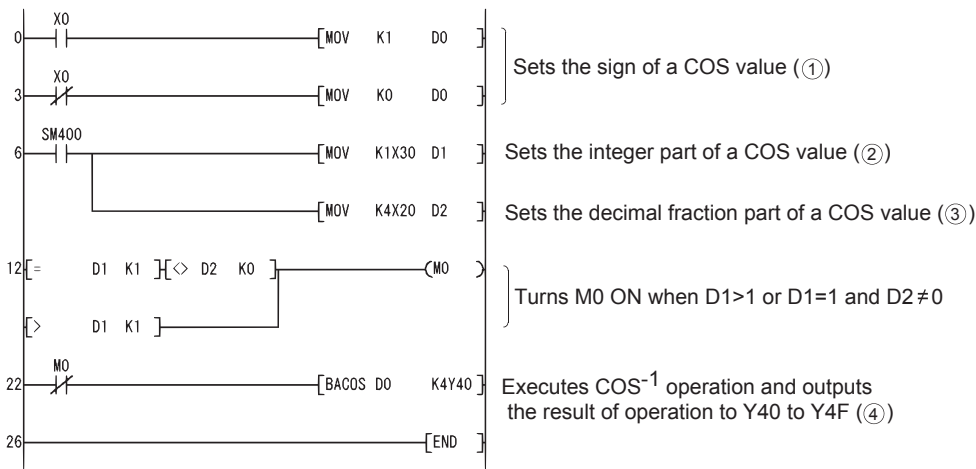 X0
0 [MOV K1 D0 ]
Sets the sign of a COS value (①)
X0
3 [MOV K0 D0 ]
SM400
6 [MOV K1X30 D1 ] Sets the integer part of a COS value (②)
[MOV K4X20 D2 ] Sets the decimal fraction part of a COS value (③)
12 [= D1 K1 ] [<> D2 K0 ] (M0 )
Turns M0 ON when D1>1 or D1=1 and D2≠0
[> D1 K1 ]
M0
22 [BACOS D0 K4Y40 ] Executes COS-1 operation and outputs
the result of operation to Y40 to Y4F (④)
26 [END ]